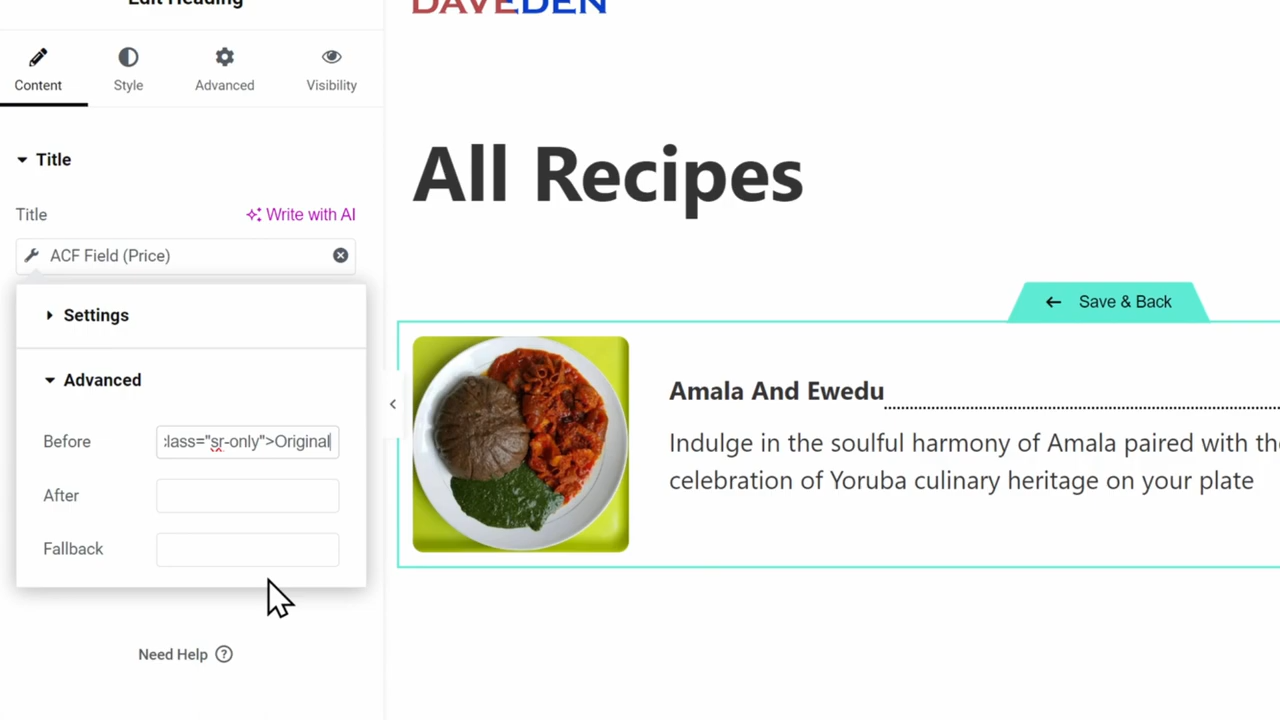 Edit Heading
DAVEDEN
Content
Style
Advanced
Visibility
All Recipes
Title
Title
Write with AI
ACF Field (Price)
Settings
Save & Back
Advanced
Before
:lass="sr-only">Original
After
Fallback
Amala And Ewedu
Indulge in the soulful harmony of Amala paired with the
celebration of Yoruba culinary heritage on your plate
Need Help ?